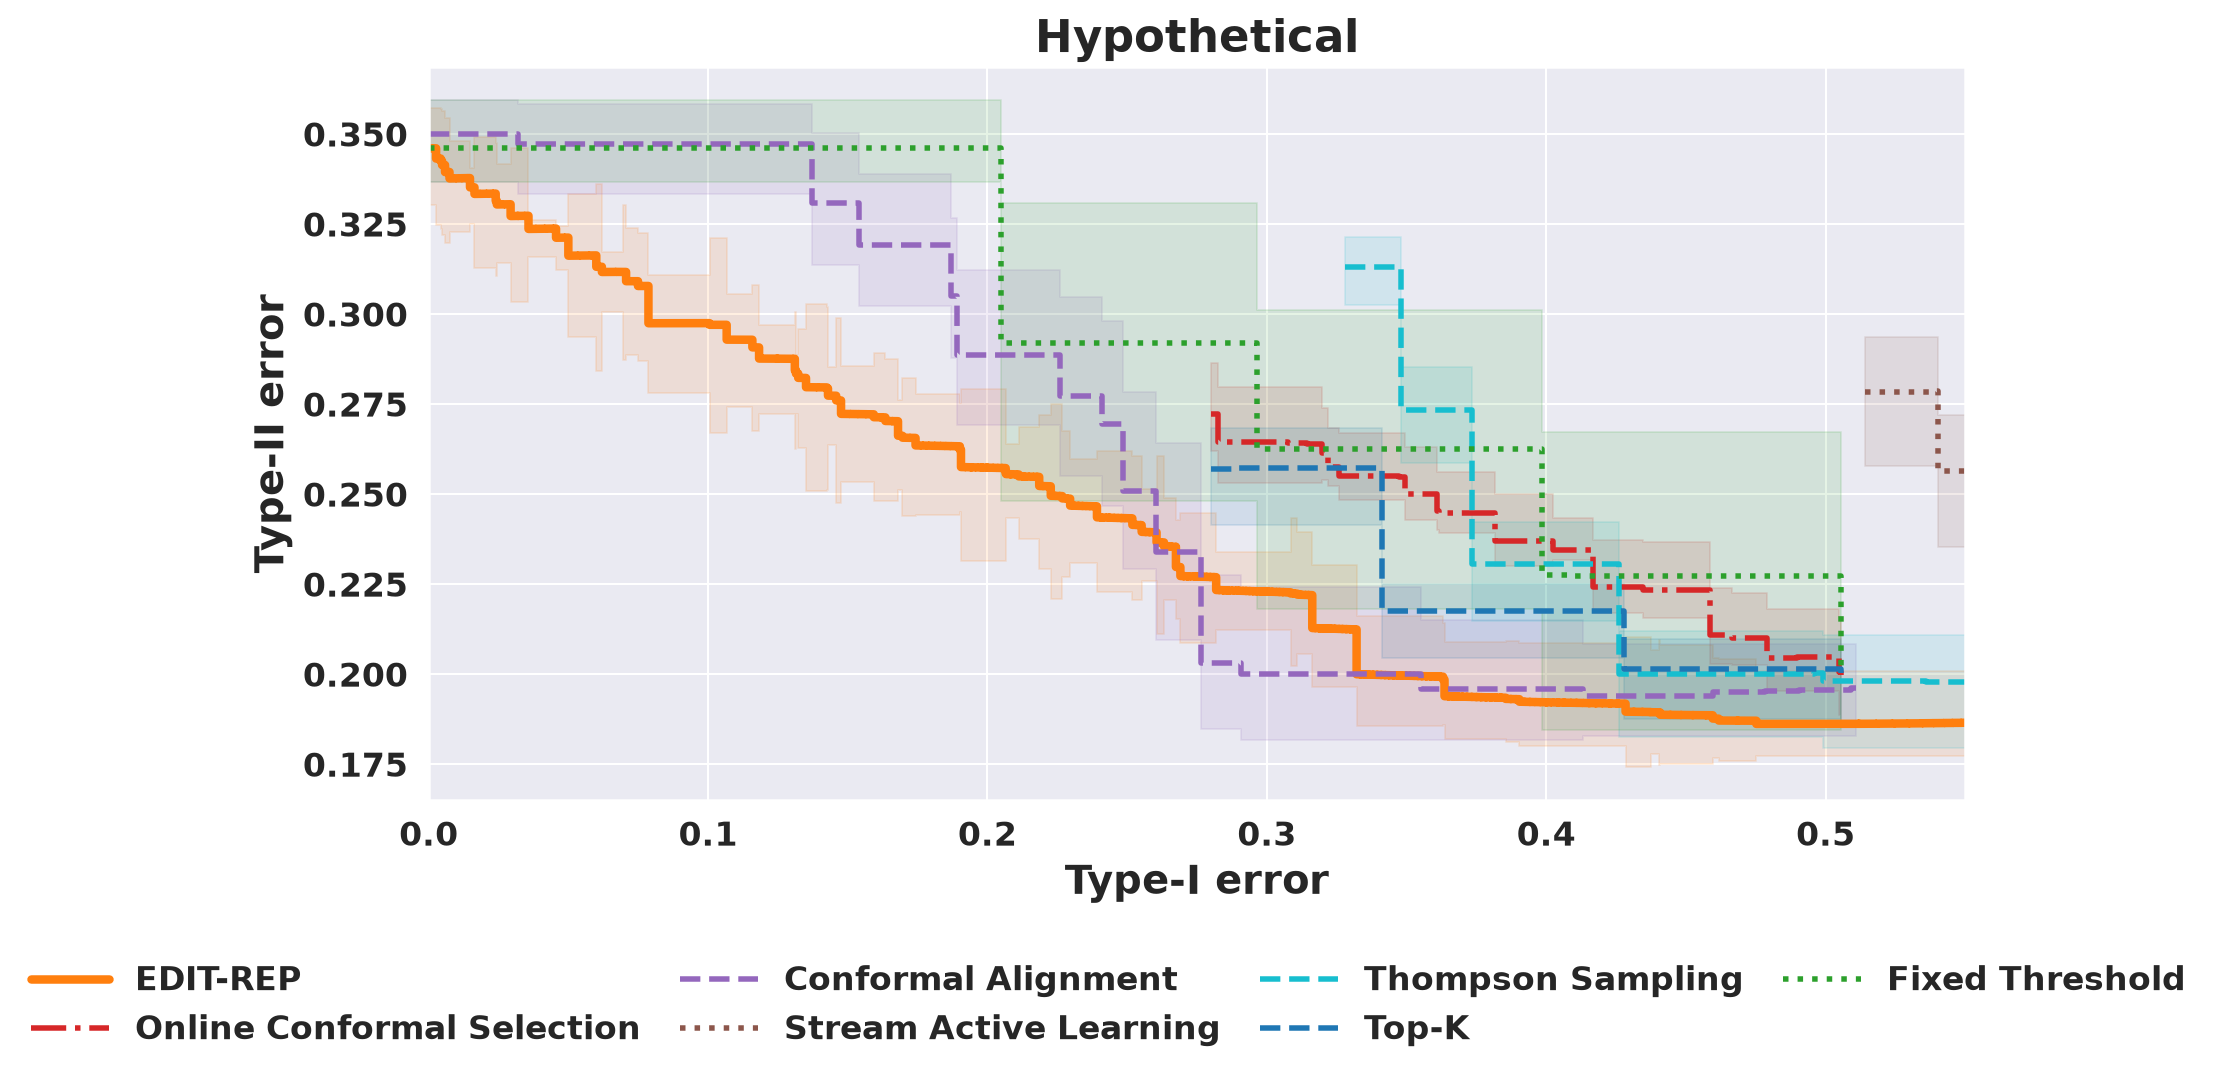 Hypothetical
Type-II error
0.350
0.325
0.300
0.275
0.250
0.225
0.200
0.175
0.0 0.1 0.2 0.3 0.4 0.5
Type-I error
EDIT-REP Conformal Alignment Thompson Sampling Fixed Threshold
Online Conformal Selection Stream Active Learning Top-K